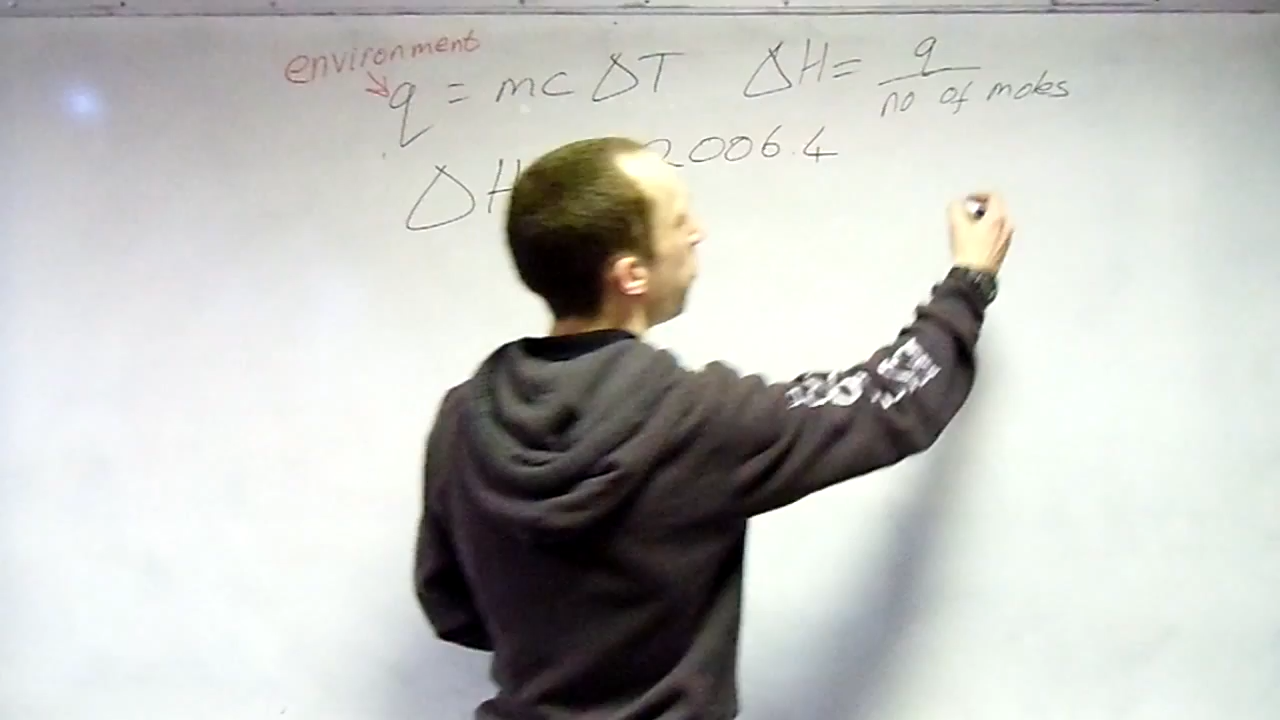 environment
q = mc ΔT ΔH = q / no of moles
ΔH 2006.4